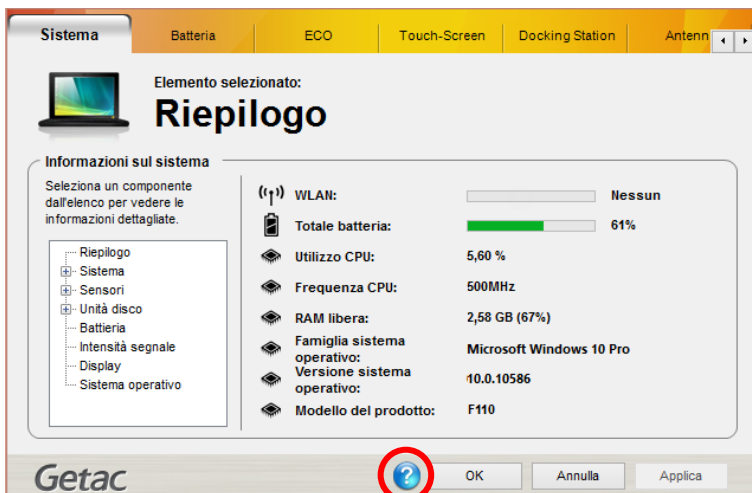 Sistema Batteria ECO Touch-Screen Docking Station Antenn
Elemento selezionato:
Riepilogo
Informazioni sul sistema
Seleziona un componente
dall'elenco per vedere le
informazioni dettagliate.
Riepilogo
Sistema
Sensori
Unità disco
Battieria
Intensità segnale
Display
Sistema operativo
WLAN: Nessun
Totale batteria: 61%
Utilizzo CPU: 5,60 %
Frequenza CPU: 500MHz
RAM libera: 2,58 GB (67%)
Famiglia sistema
operativo: Microsoft Windows 10 Pro
Versione sistema
operativo: 10.0.10586
Modello del prodotto: F110
Getac ? OK Annulla Applica